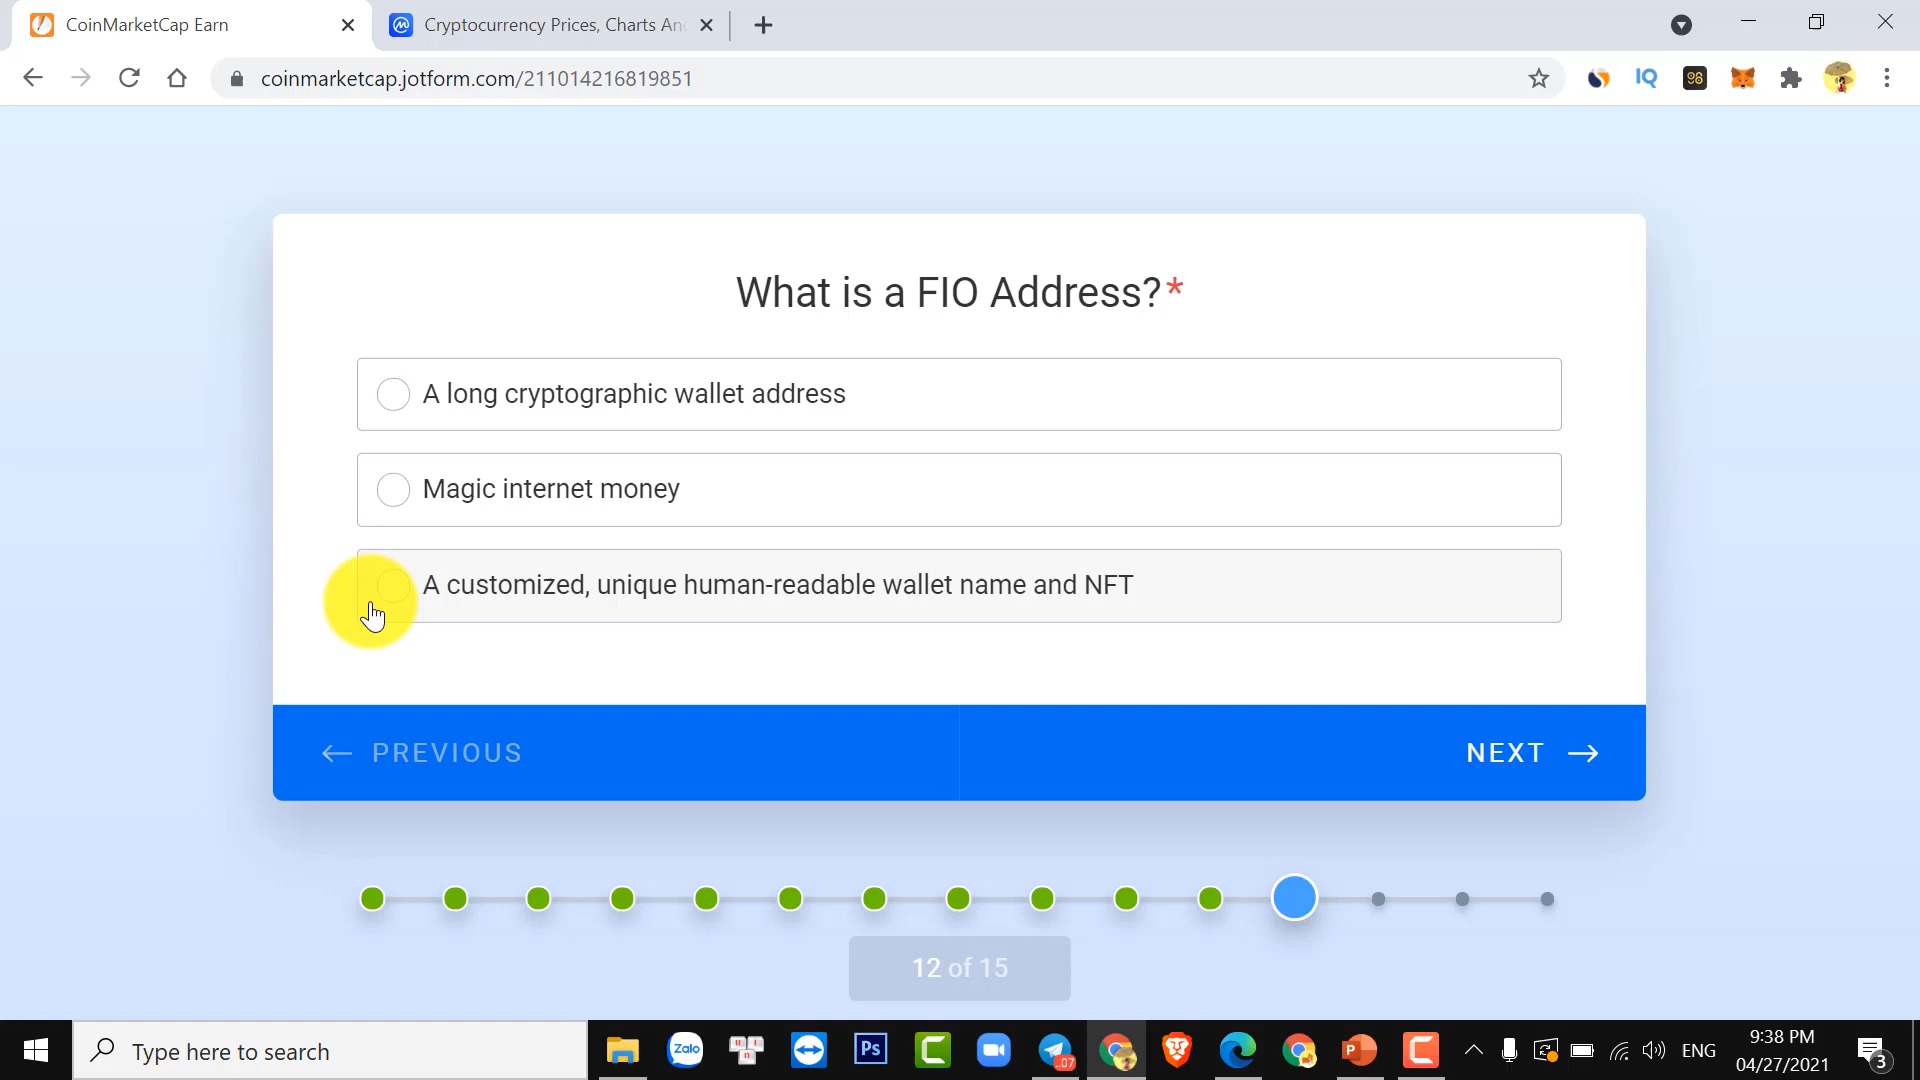 CoinMarketCap Earn
Cryptocurrency Prices, Charts An
coinmarketcap.jotform.com/211014216819851
IQ
What is a FIO Address?*
A long cryptographic wallet address
Magic internet money
A customized, unique human-readable wallet name and NFT
← PREVIOUS
NEXT →
12 of 15
Type here to search
Zalo
Ps
07
P
ENG
9:38 PM
04/27/2021
3